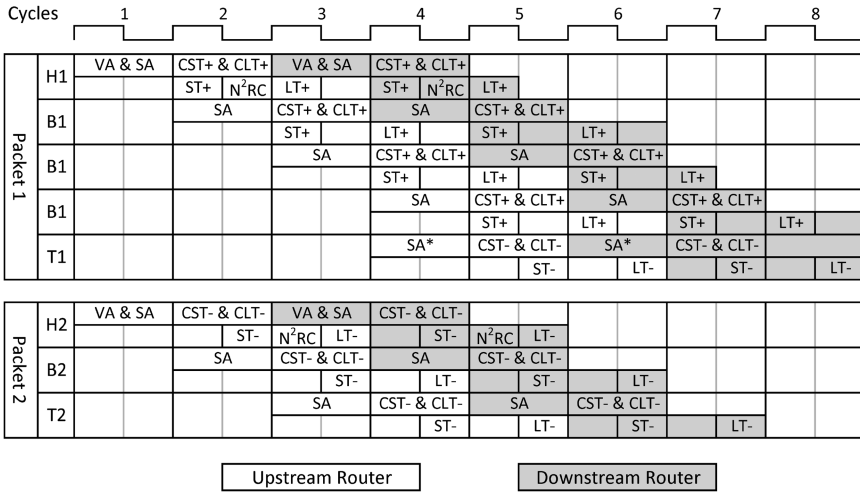 Cycles 1 2 3 4 5 6 7 8
Packet 1
H1 VA & SA CST+ & CLT+ VA & SA CST+ & CLT+
ST+ N²RC LT+ ST+ N²RC LT+
B1 SA CST+ & CLT+ SA CST+ & CLT+
ST+ LT+ ST+ LT+
B1 SA CST+ & CLT+ SA CST+ & CLT+
ST+ LT+ ST+ LT+
B1 SA CST+ & CLT+ SA CST+ & CLT+
ST+ LT+ ST+ LT+
T1 SA* CST- & CLT- SA* CST- & CLT-
ST- LT- ST- LT-
Packet 2
H2 VA & SA CST- & CLT- VA & SA CST- & CLT-
ST- N²RC LT- ST- N²RC LT-
B2 SA CST- & CLT- SA CST- & CLT-
ST- LT- ST- LT-
T2 SA CST- & CLT- SA CST- & CLT-
ST- LT- ST- LT-
Upstream Router Downstream Router